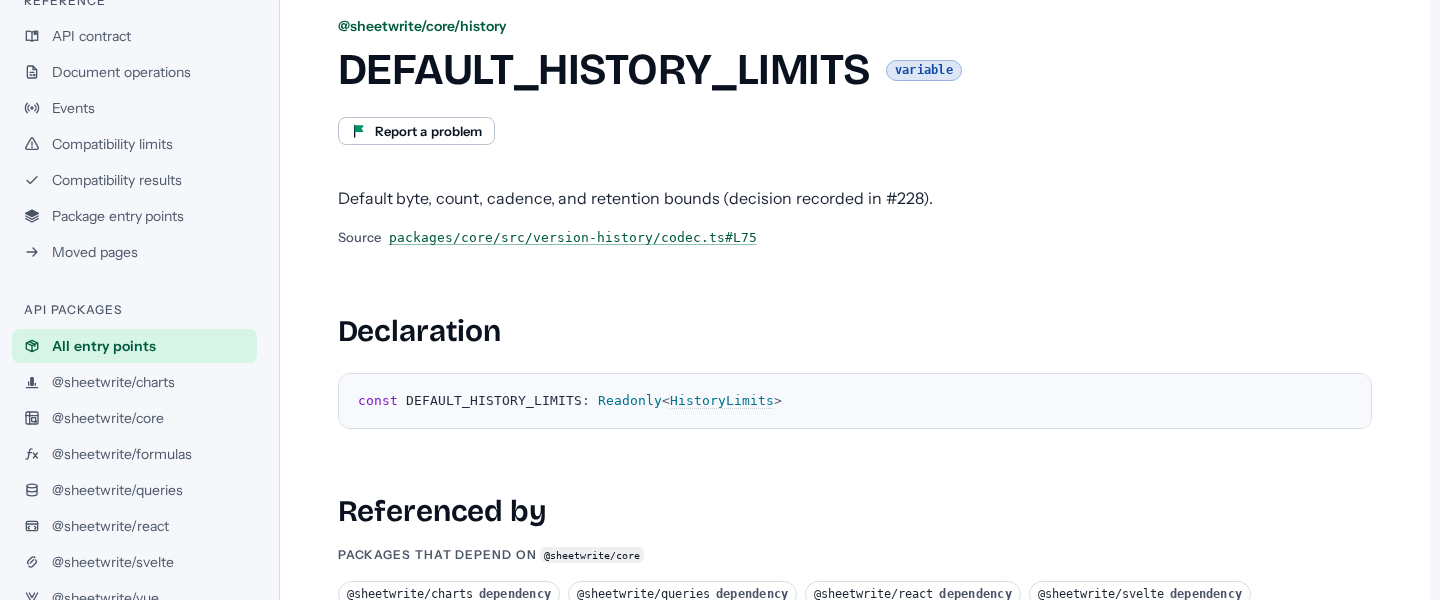 REFERENCE
API contract
Document operations
Events
Compatibility limits
Compatibility results
Package entry points
Moved pages
API PACKAGES
All entry points
@sheetwrite/charts
@sheetwrite/core
@sheetwrite/formulas
@sheetwrite/queries
@sheetwrite/react
@sheetwrite/svelte
@sheetwrite/vue
@sheetwrite/core/history
DEFAULT_HISTORY_LIMITS variable
Report a problem
Default byte, count, cadence, and retention bounds (decision recorded in #228).
Source packages/core/src/version-history/codec.ts#L75
Declaration
const DEFAULT_HISTORY_LIMITS: Readonly<HistoryLimits>
Referenced by
PACKAGES THAT DEPEND ON @sheetwrite/core
@sheetwrite/charts dependency @sheetwrite/queries dependency @sheetwrite/react dependency @sheetwrite/svelte dependency